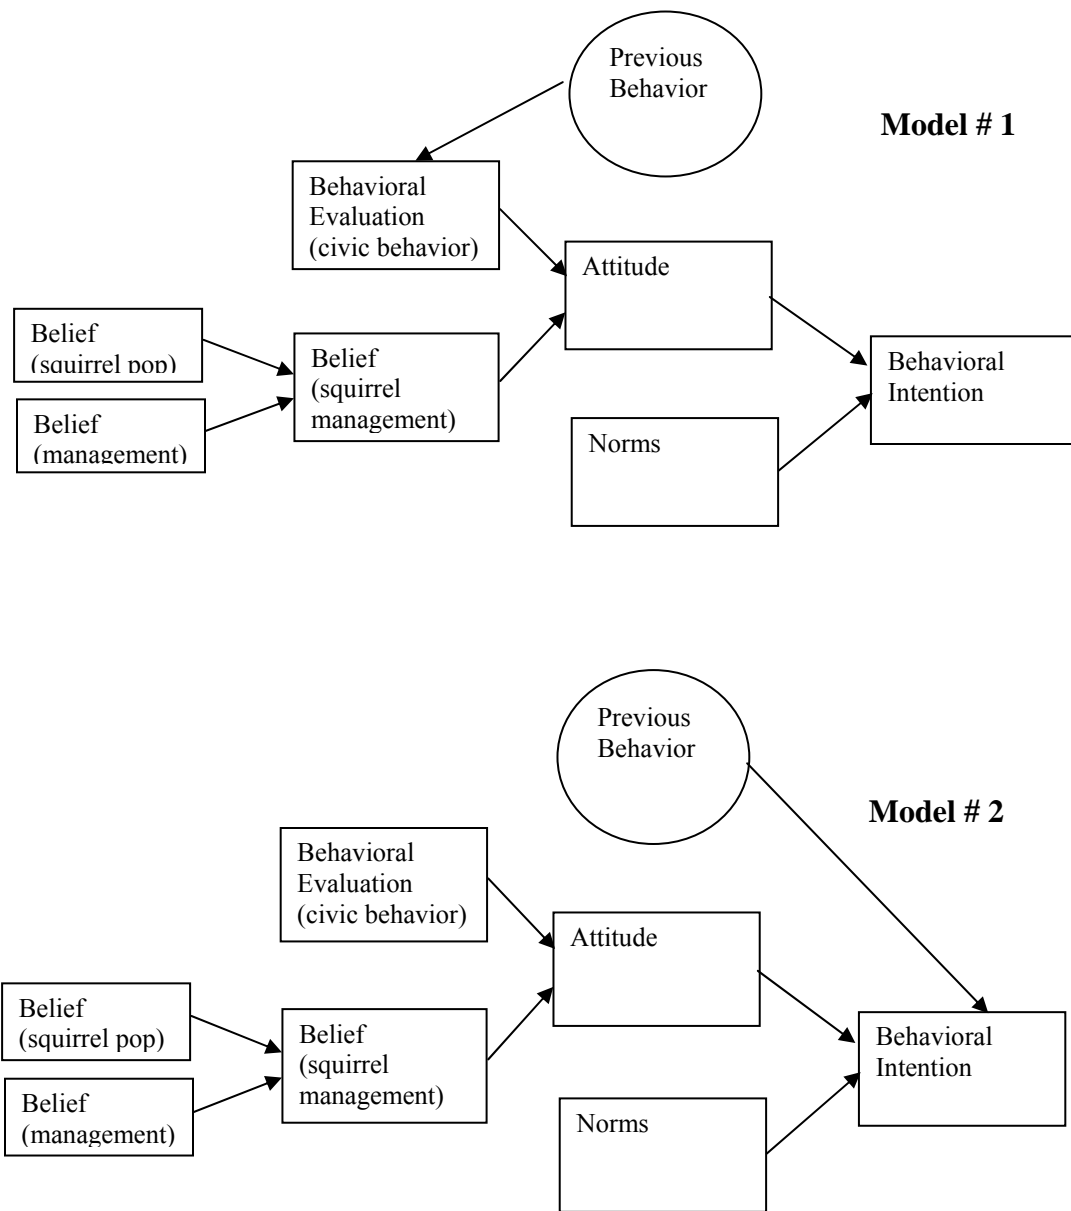 Previous
Behavior
Model # 1
Behavioral
Evaluation
(civic behavior)
Attitude
Belief
(squirrel pop)
Belief
(squirrel
management)
Behavioral
Intention
Belief
(management)
Norms
Previous
Behavior
Model # 2
Behavioral
Evaluation
(civic behavior)
Attitude
Belief
(squirrel pop)
Belief
(squirrel
management)
Behavioral
Intention
Belief
(management)
Norms